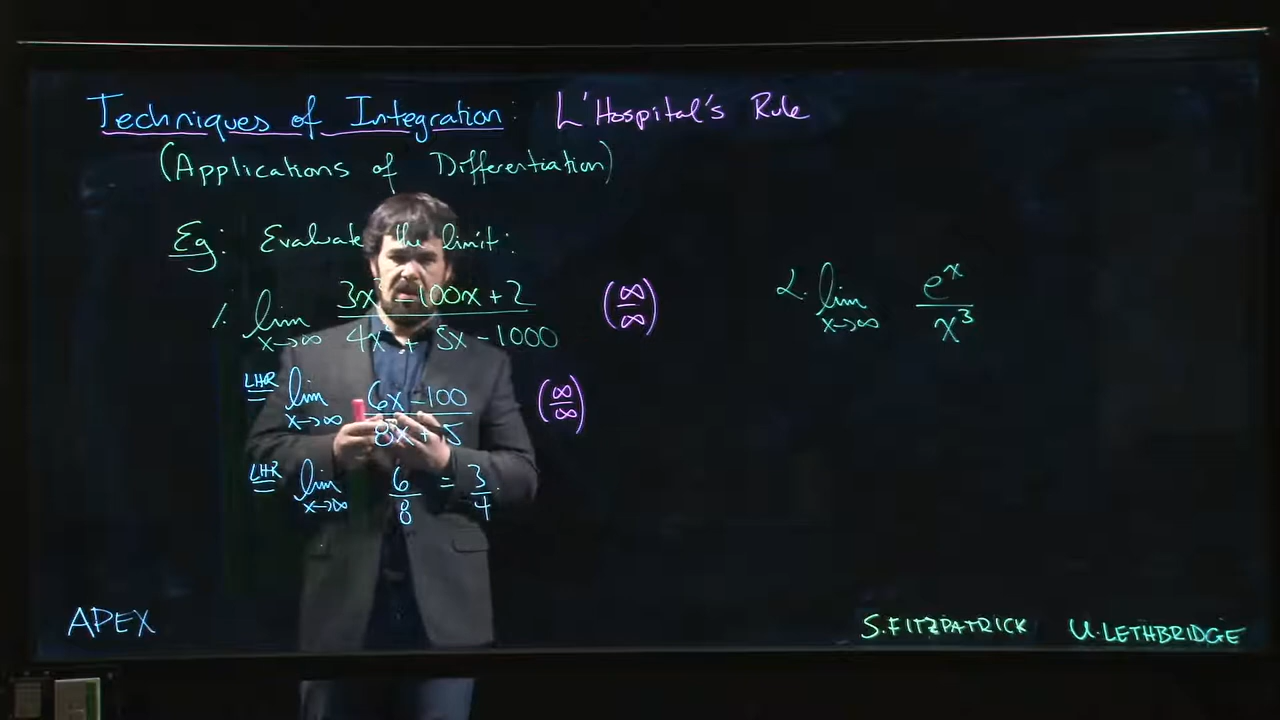 Techniques of Integration: L'Hospital's Rule
(Applications of Differentiation)
Eg: Evaluate the limit:
1. lim x→∞ (3x² - 100x + 2)/(4x² + 5x - 1000) (∞/∞)
LHR = lim x→∞ (6x - 100)/(8x + 5) (∞/∞)
LHR = lim x→∞ 6/8 = 3/4.
2. lim x→∞ e^x/x³
APEX
S.FITZPATRICK U.LETHBRIDGE